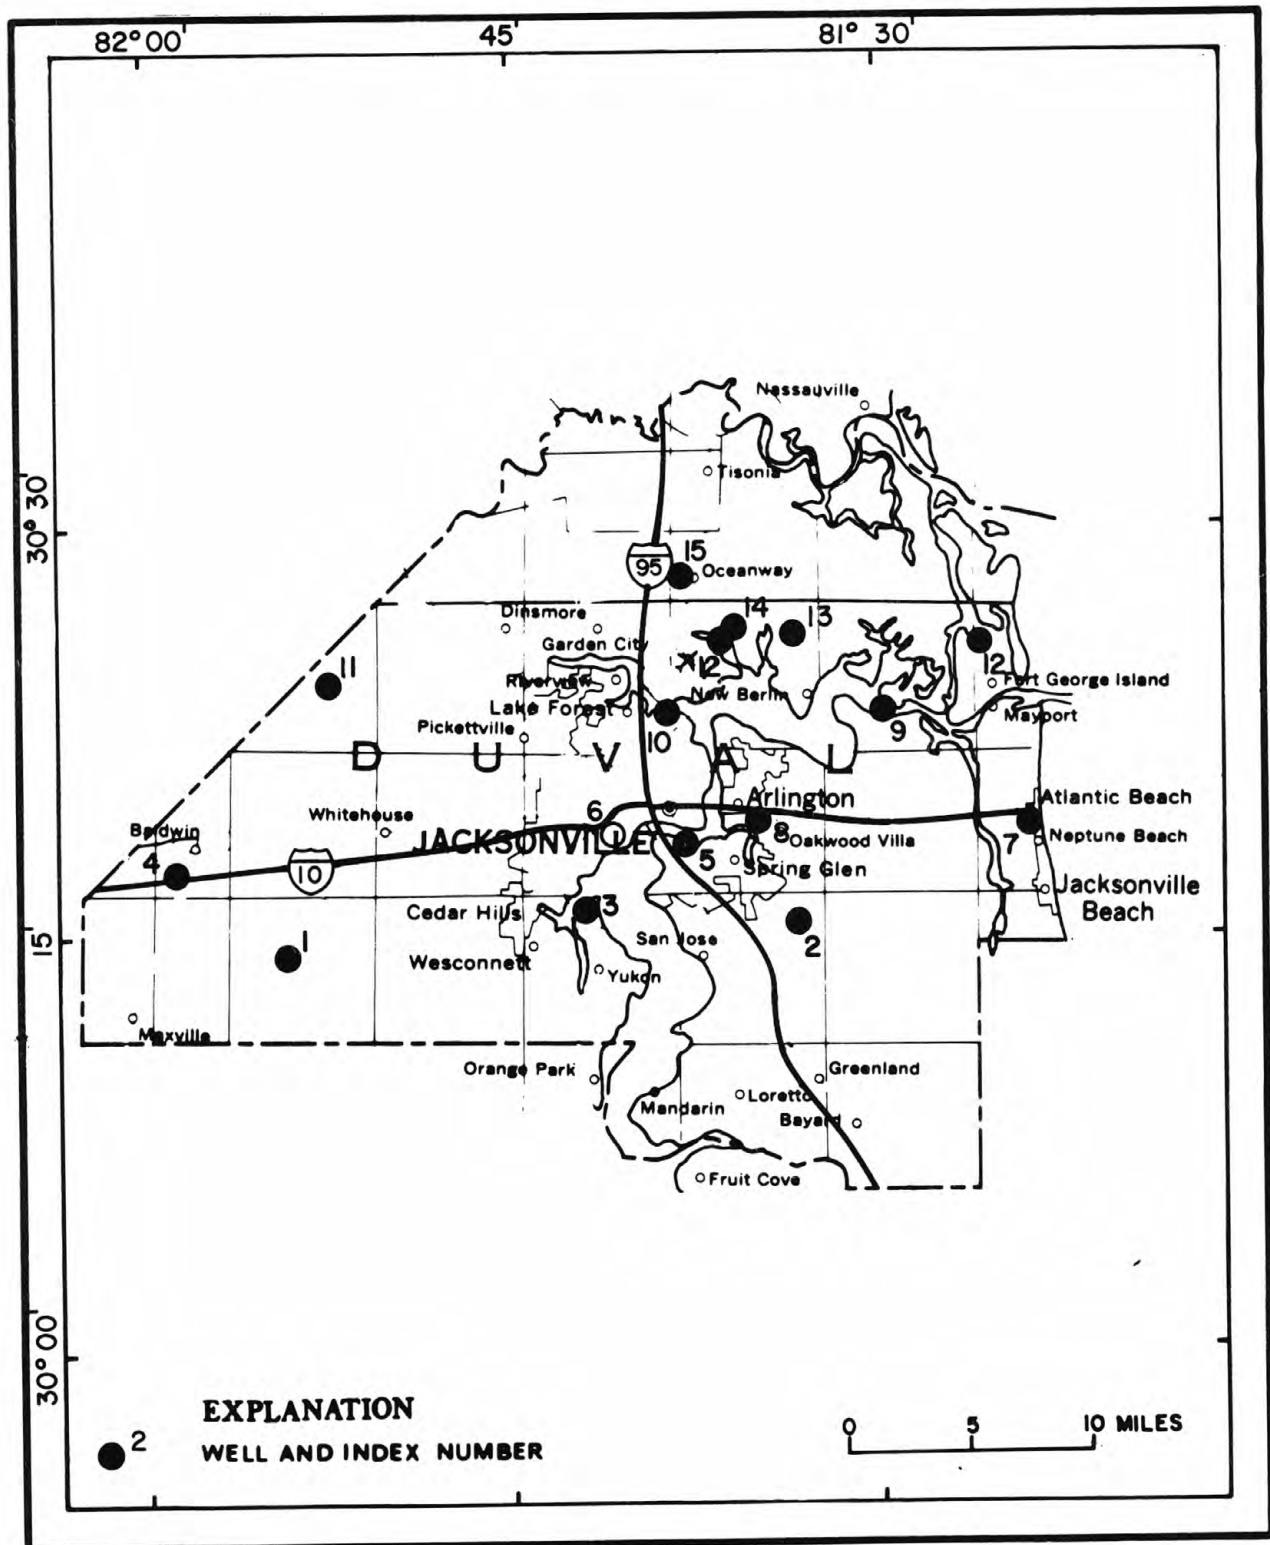 82° 00'
45'
81° 30'
Nassauville
Tisonia
30° 30'
15
95
Oceanway
14
13
Dinsmore
Garden City
12
12
11
Riverview
New Berlin
Fort George Island
Lake Forest
Mayport
Pickettville
10
9
D U V A L
Arlington
Atlantic Beach
Whitehouse
6
Baldwin
JACKSONVILLE
8
Oakwood Villa
7
Neptune Beach
4
5
Spring Glen
10
Jacksonville
Beach
Cedar Hills
3
San Jose
2
15'
1
Wesconnett
Yukon
Maxville
Orange Park
Greenland
Loretto
Mandarin
Bayard
Fruit Cove
30° 00'
EXPLANATION
2
WELL AND INDEX NUMBER
0 5 10 MILES